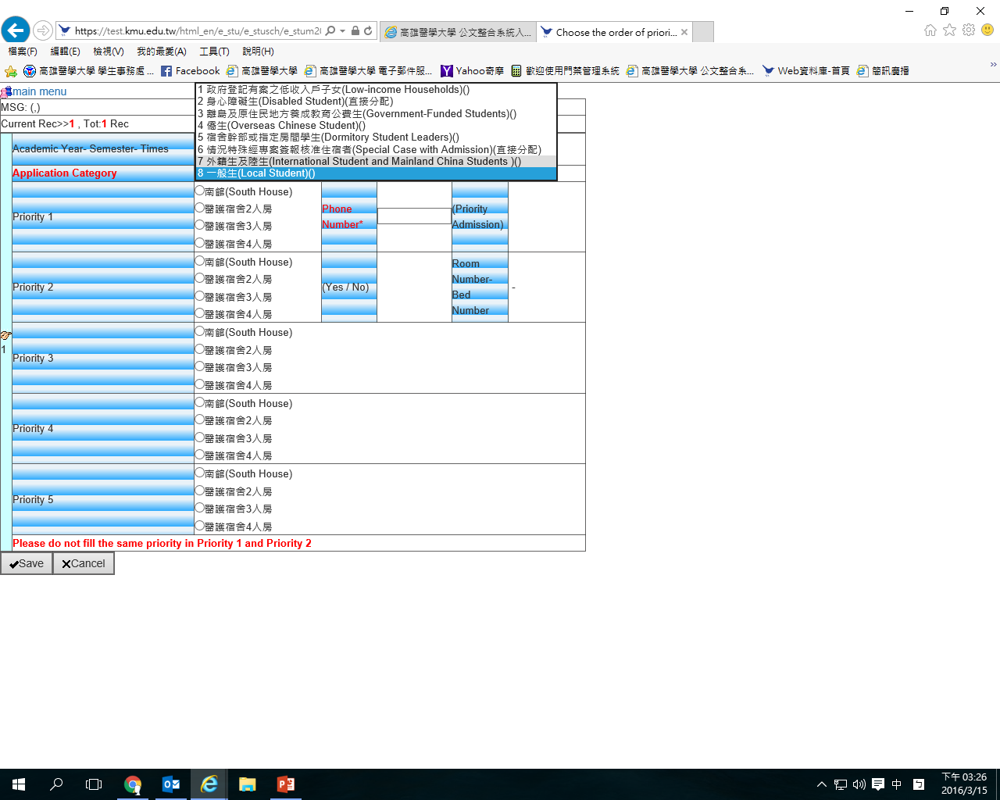 https://test.kmu.edu.tw/html_en/e_stu/e_stusch/e_stum20
高雄醫學大學 公文整合系統入...
Choose the order of priori...
檔案(F) 編輯(E) 檢視(V) 我的最愛(A) 工具(T) 說明(H)
高雄醫學大學 學生事務處 ... Facebook 高雄醫學大學 高雄醫學大學 電子郵件服... Yahoo奇摩 歡迎使用門禁管理系統 高雄醫學大學 公文整合系... Web資料庫-首頁 簡訊廣播
main menu
MSG: (,)
Current Rec>>1 , Tot:1 Rec
Academic Year- Semester- Times
Application Category
1 政府登記有案之低收入戶子女(Low-income Households)()
2 身心障礙生(Disabled Student)(直接分配)
3 離島及原住民地方養成教育公費生(Government-Funded Students)()
4 僑生(Overseas Chinese Student)()
5 宿舍幹部或指定房間學生(Dormitory Student Leaders)()
6 情況特殊經專案簽報核准住宿者(Special Case with Admission)(直接分配)
7 外籍生及陸生(International Student and Mainland China Students )()
8 一般生(Local Student)()
1
Priority 1
南館(South House)
醫護宿舍2人房
醫護宿舍3人房
醫護宿舍4人房
Phone
Number*
(Priority
Admission)
Priority 2
南館(South House)
醫護宿舍2人房
醫護宿舍3人房
醫護宿舍4人房
(Yes / No)
Room
Number-
Bed
Number
-
Priority 3
南館(South House)
醫護宿舍2人房
醫護宿舍3人房
醫護宿舍4人房
Priority 4
南館(South House)
醫護宿舍2人房
醫護宿舍3人房
醫護宿舍4人房
Priority 5
南館(South House)
醫護宿舍2人房
醫護宿舍3人房
醫護宿舍4人房
Please do not fill the same priority in Priority 1 and Priority 2
Save Cancel
中
下午 03:26
2016/3/15